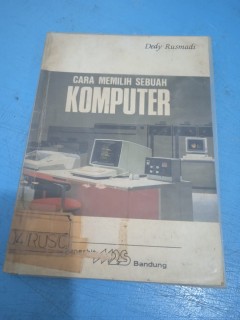 Dedy Rusmadi
CARA MEMILIH SEBUAH
KOMPUTER
Bandung